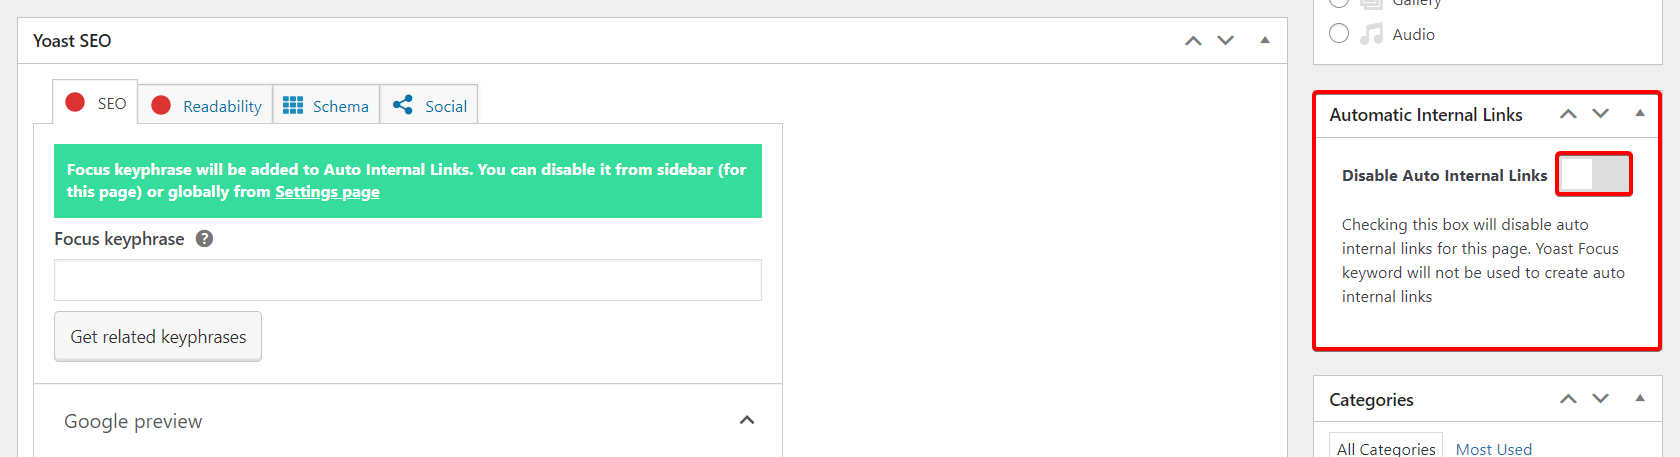 Yoast SEO
SEO
Readability
Schema
Social
Focus keyphrase will be added to Auto Internal Links. You can disable it from sidebar (for
this page) or globally from Settings page
Focus keyphrase ?
Get related keyphrases
Google preview
Gallery
Audio
Automatic Internal Links
Disable Auto Internal Links
Checking this box will disable auto
internal links for this page. Yoast Focus
keyword will not be used to create auto
internal links
Categories
All Categories
Most Used